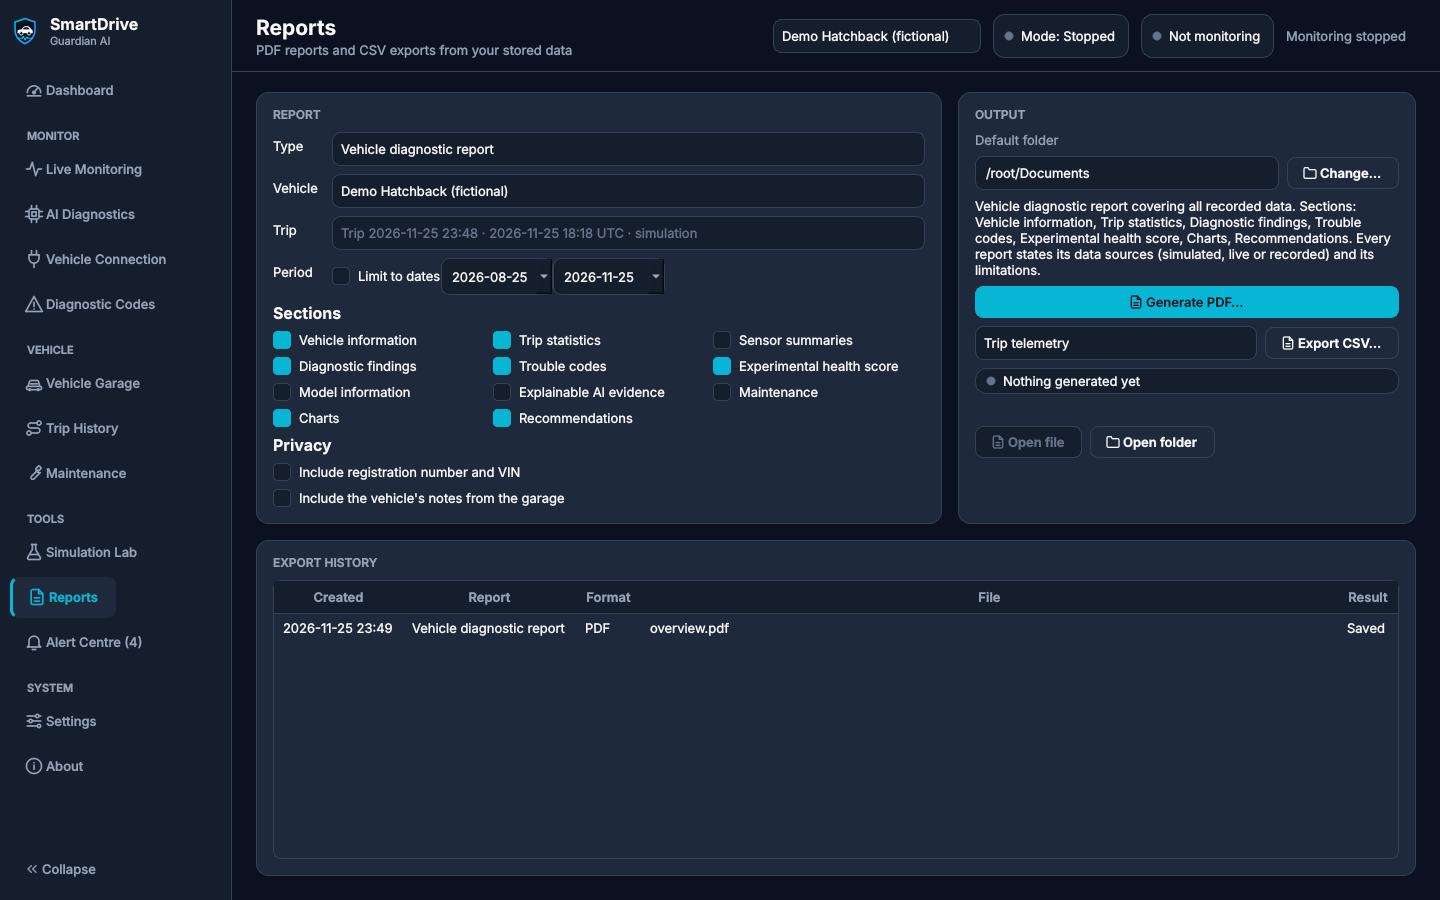 SmartDrive
Guardian AI
Dashboard
MONITOR
Live Monitoring
AI Diagnostics
Vehicle Connection
Diagnostic Codes
VEHICLE
Vehicle Garage
Trip History
Maintenance
TOOLS
Simulation Lab
Reports
Alert Centre (4)
SYSTEM
Settings
About
Collapse
Reports
PDF reports and CSV exports from your stored data
Demo Hatchback (fictional)
Mode: Stopped
Not monitoring
Monitoring stopped
REPORT
Type
Vehicle diagnostic report
Vehicle
Demo Hatchback (fictional)
Trip
Trip 2026-11-25 23:48 · 2026-11-25 18:18 UTC · simulation
Period
Limit to dates
2026-08-25
2026-11-25
Sections
Vehicle information
Trip statistics
Sensor summaries
Diagnostic findings
Trouble codes
Experimental health score
Model information
Explainable AI evidence
Maintenance
Charts
Recommendations
Privacy
Include registration number and VIN
Include the vehicle's notes from the garage
OUTPUT
Default folder
/root/Documents
Change...
Vehicle diagnostic report covering all recorded data. Sections:
Vehicle information, Trip statistics, Diagnostic findings, Trouble
codes, Experimental health score, Charts, Recommendations. Every
report states its data sources (simulated, live or recorded) and its
limitations.
Generate PDF...
Trip telemetry
Export CSV...
Nothing generated yet
Open file
Open folder
EXPORT HISTORY
Created Report Format File Result
2026-11-25 23:49 Vehicle diagnostic report PDF overview.pdf Saved